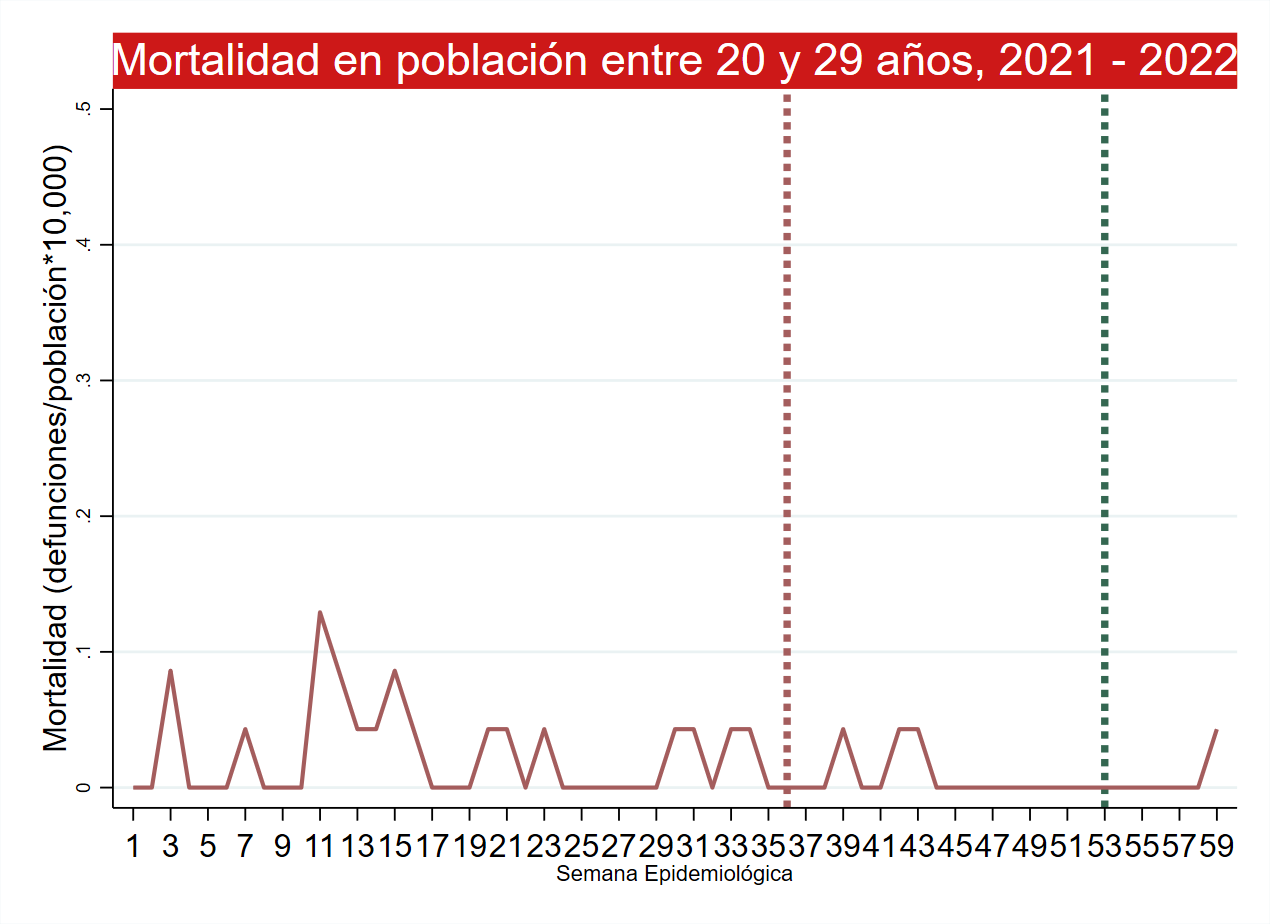 Mortalidad en población entre 20 y 29 años, 2021 - 2022
Mortalidad (defunciones/población*10,000)
.5
.4
.3
.2
.1
0
1 3 5 7 9 11 13 15 17 19 21 23 25 27 29 31 33 35 37 39 41 43 45 47 49 51 53 55 57 59
Semana Epidemiológica